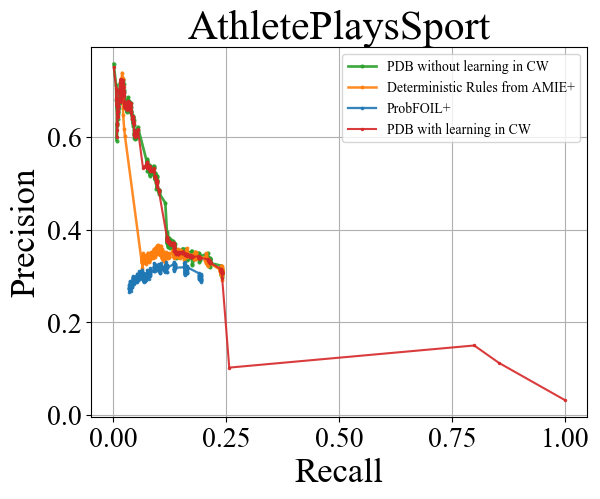 AthletePlaysSport
PDB without learning in CW
Deterministic Rules from AMIE+
ProbFOIL+
PDB with learning in CW
Precision
0.6
0.4
0.2
0.0
0.00 0.25 0.50 0.75 1.00
Recall